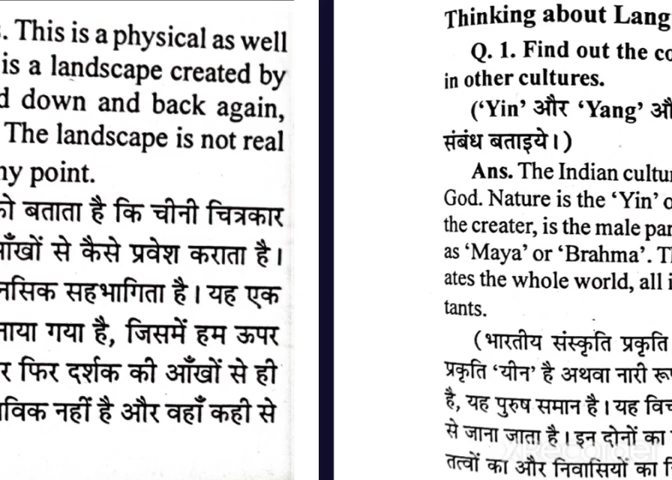 . This is a physical as well
is a landscape created by
d down and back again,
The landscape is not real
ny point.
को बताता है कि चीनी चित्रकार
आँखों से कैसे प्रवेश कराता है।
नसिक सहभागिता है। यह एक
नाया गया है, जिसमें हम ऊपर
र फिर दर्शक की आँखों से ही
विक नहीं है और वहाँ कही से
Thinking about Lang
Q. 1. Find out the co
in other cultures.
('Yin' और 'Yang' औ
संबंध बताइये।)
Ans. The Indian cultur
God. Nature is the 'Yin' o
the creater, is the male par
as 'Maya' or 'Brahma'. Th
ates the whole world, all i
tants.
(भारतीय संस्कृति प्रकृति
प्रकृति 'यीन' है अथवा नारी रू
है, यह पुरुष समान है। यह विच
से जाना जाता है। इन दोनों का
तत्वों का और निवासियों का नि